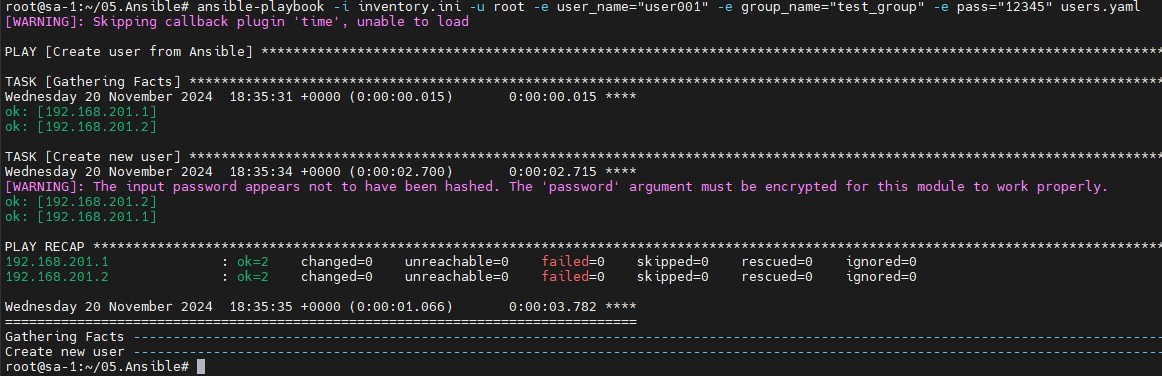 root@sa-1:~/05.Ansible# ansible-playbook -i inventory.ini -u root -e user_name="user001" -e group_name="test_group" -e pass="12345" users.yaml
[WARNING]: Skipping callback plugin 'time', unable to load

PLAY [Create user from Ansible] ******************************************************************************************************************

TASK [Gathering Facts] ***************************************************************************************************************************
Wednesday 20 November 2024  18:35:31 +0000 (0:00:00.015)       0:00:00.015 ****
ok: [192.168.201.1]
ok: [192.168.201.2]

TASK [Create new user] ***************************************************************************************************************************
Wednesday 20 November 2024  18:35:34 +0000 (0:00:02.700)       0:00:02.715 ****
[WARNING]: The input password appears not to have been hashed. The 'password' argument must be encrypted for this module to work properly.
ok: [192.168.201.2]
ok: [192.168.201.1]

PLAY RECAP ***************************************************************************************************************************************
192.168.201.1              : ok=2    changed=0    unreachable=0    failed=0    skipped=0    rescued=0    ignored=0
192.168.201.2              : ok=2    changed=0    unreachable=0    failed=0    skipped=0    rescued=0    ignored=0

Wednesday 20 November 2024  18:35:35 +0000 (0:00:01.066)       0:00:03.782 ****
===============================================================================
Gathering Facts ---------------------------------------------------------------------------------------------------------------------------------
Create new user ---------------------------------------------------------------------------------------------------------------------------------
root@sa-1:~/05.Ansible#